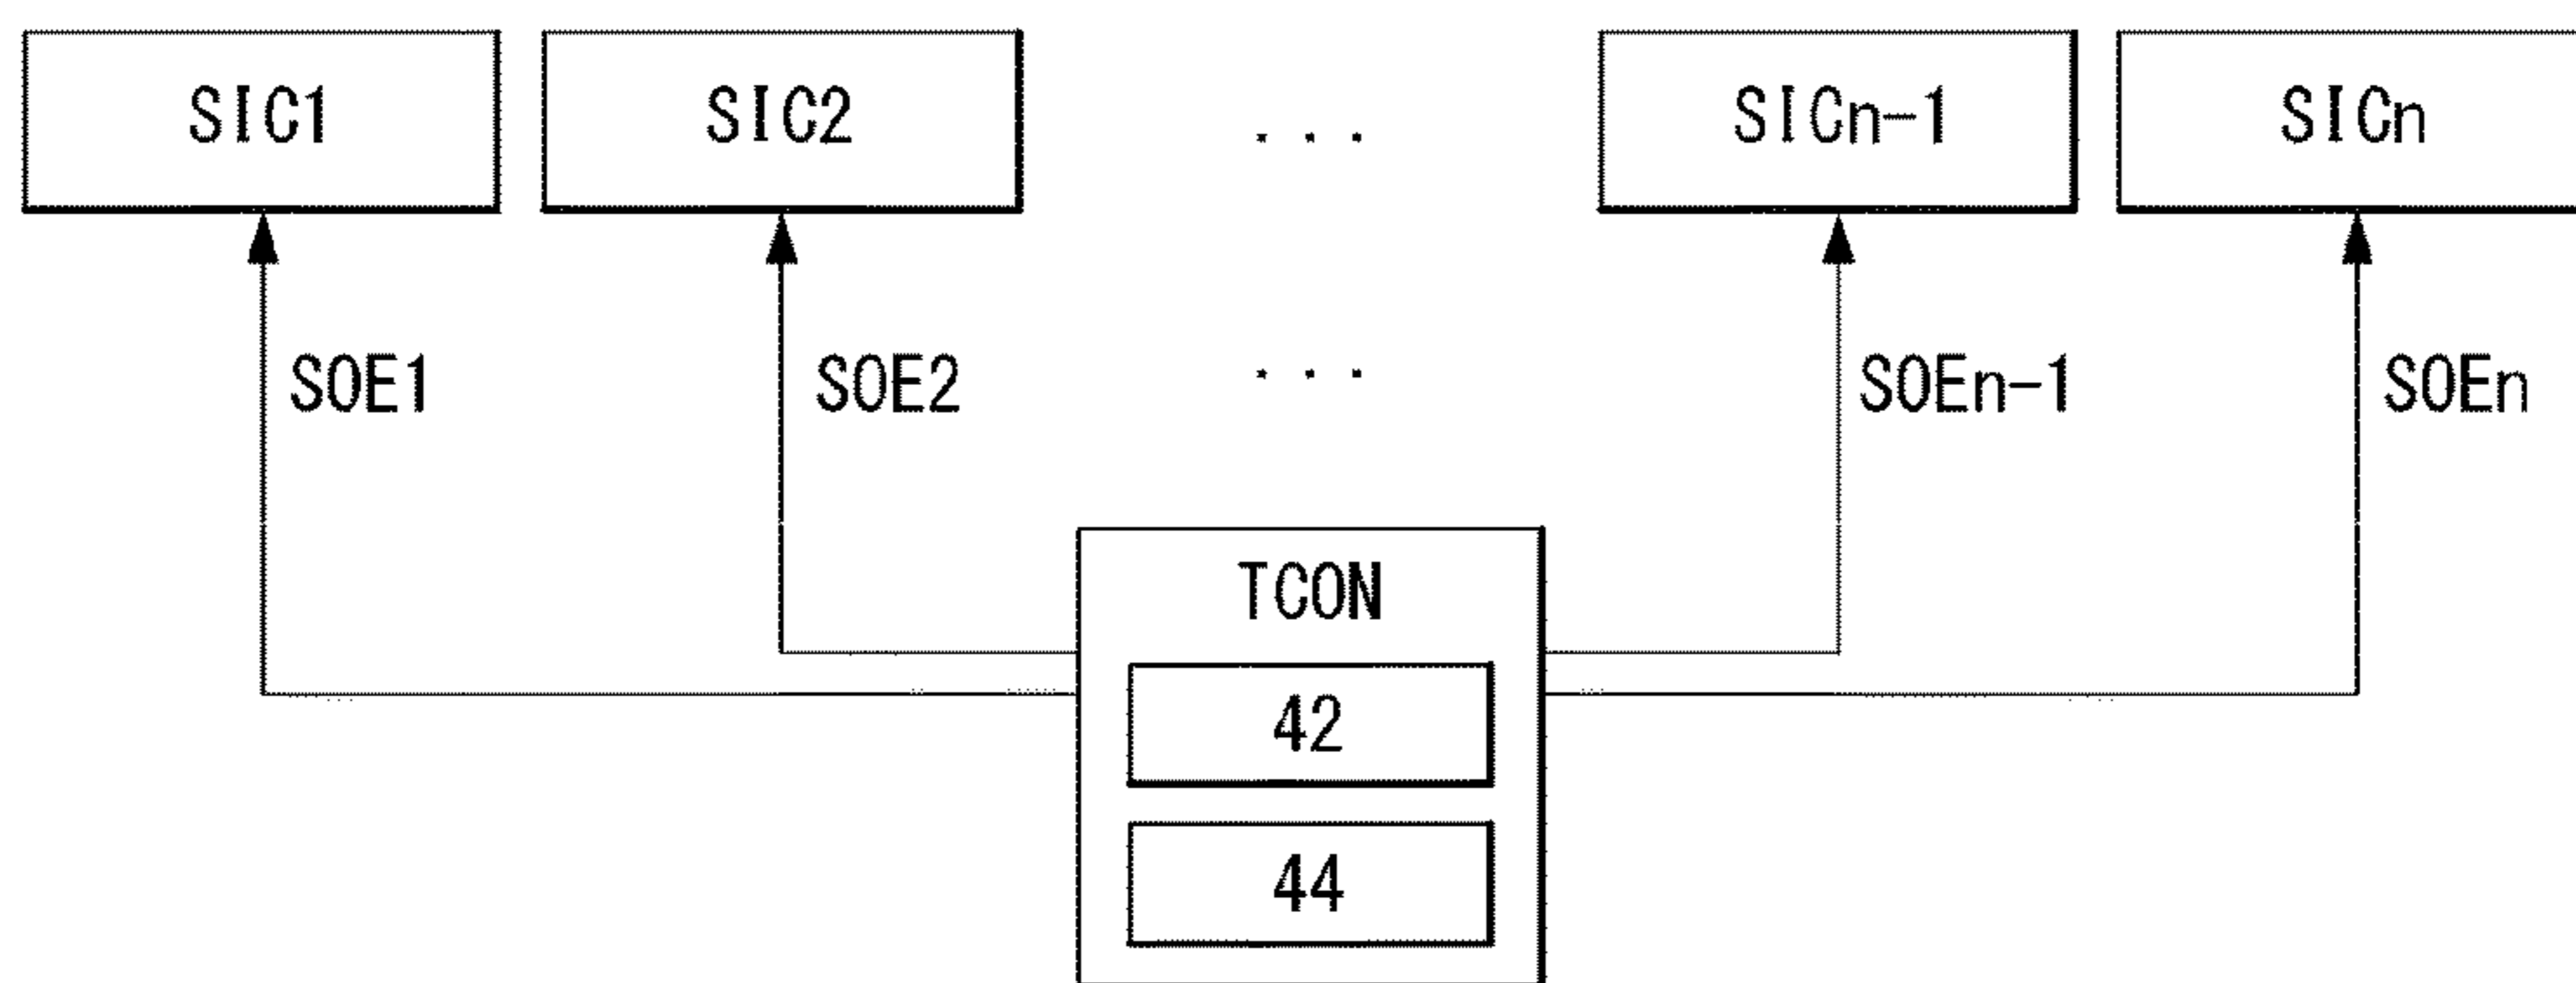 SIC1 SIC2 ... SICn-1 SICn
SOE1 SOE2 ... SOEn-1 SOEn
TCON
42
44